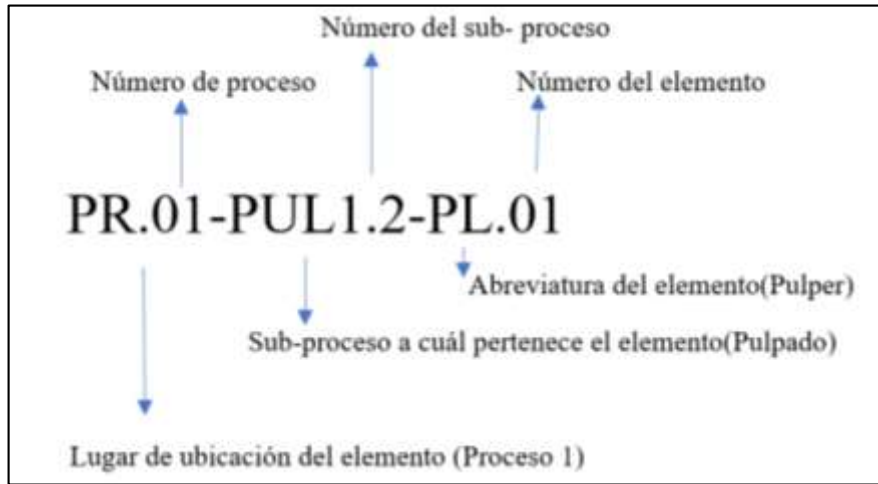 Número del sub- proceso
Número de proceso
Número del elemento
PR.01-PUL1.2-PL.01
Abreviatura del elemento(Pulper)
Sub-proceso a cuál pertenece el elemento(Pulpado)
Lugar de ubicación del elemento (Proceso 1)